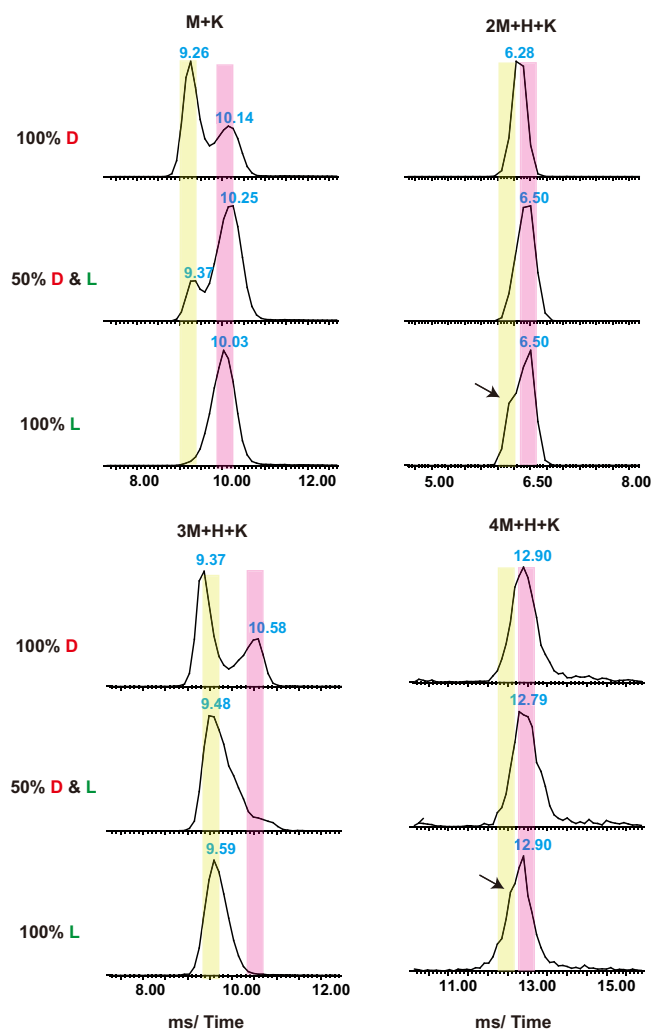 M+K
2M+H+K
9.26
10.14
6.28
100% D
10.25
9.37
6.50
50% D & L
10.03
6.50
100% L
8.00 10.00 12.00
5.00 6.50 8.00
3M+H+K
4M+H+K
9.37
10.58
12.90
100% D
9.48
12.79
50% D & L
9.59
12.90
100% L
8.00 10.00 12.00
11.00 13.00 15.00
ms/ Time
ms/ Time